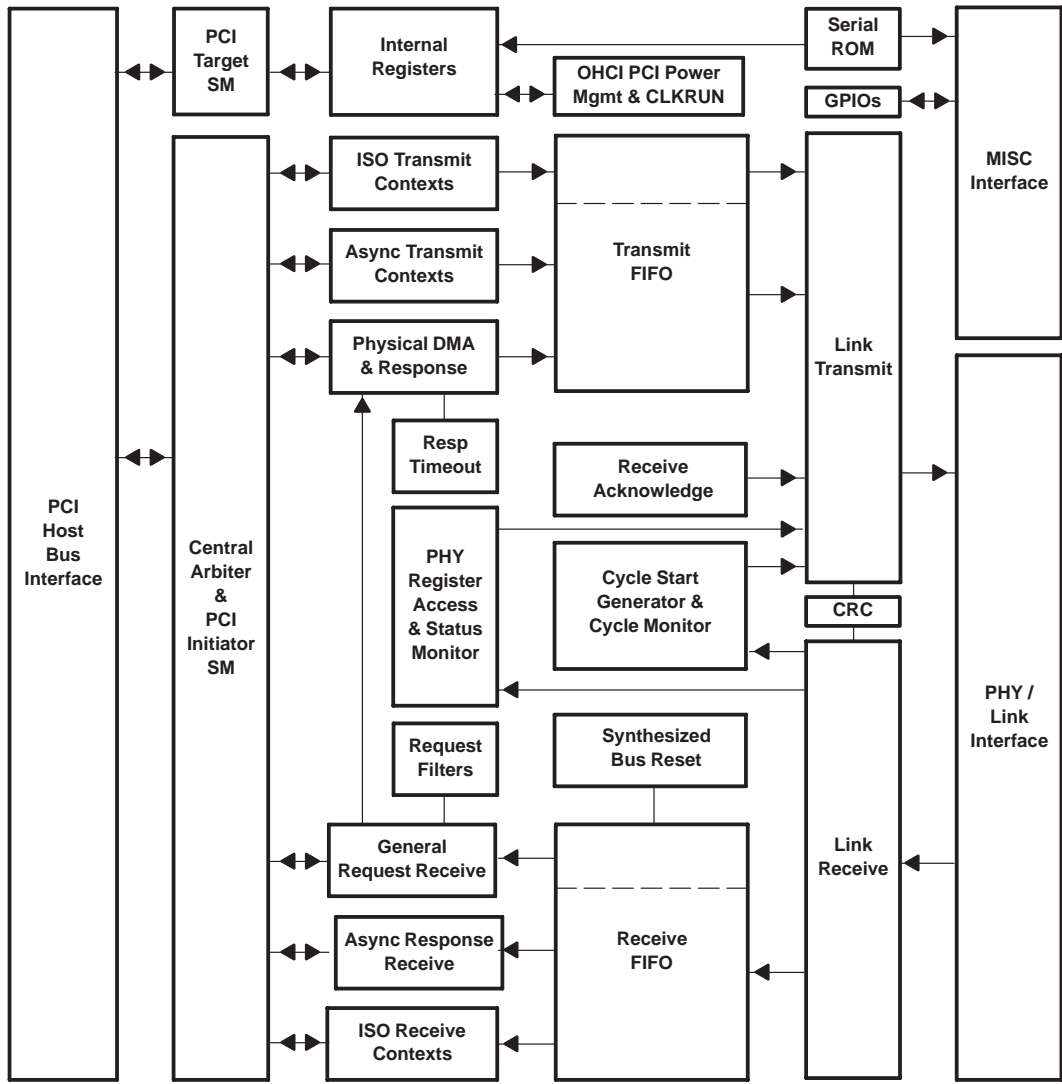 PCI
Target
SM
Internal
Registers
Serial
ROM
OHCI PCI Power
Mgmt & CLKRUN
GPIOs
MISC
Interface
ISO Transmit
Contexts
Async Transmit
Contexts
Transmit
FIFO
Physical DMA
& Response
Link
Transmit
Resp
Timeout
Receive
Acknowledge
PCI
Host
Bus
Interface
Central
Arbiter
&
PCI
Initiator
SM
PHY
Register
Access
& Status
Monitor
Cycle Start
Generator &
Cycle Monitor
CRC
PHY /
Link
Interface
Request
Filters
Synthesized
Bus Reset
General
Request Receive
Link
Receive
Async Response
Receive
Receive
FIFO
ISO Receive
Contexts